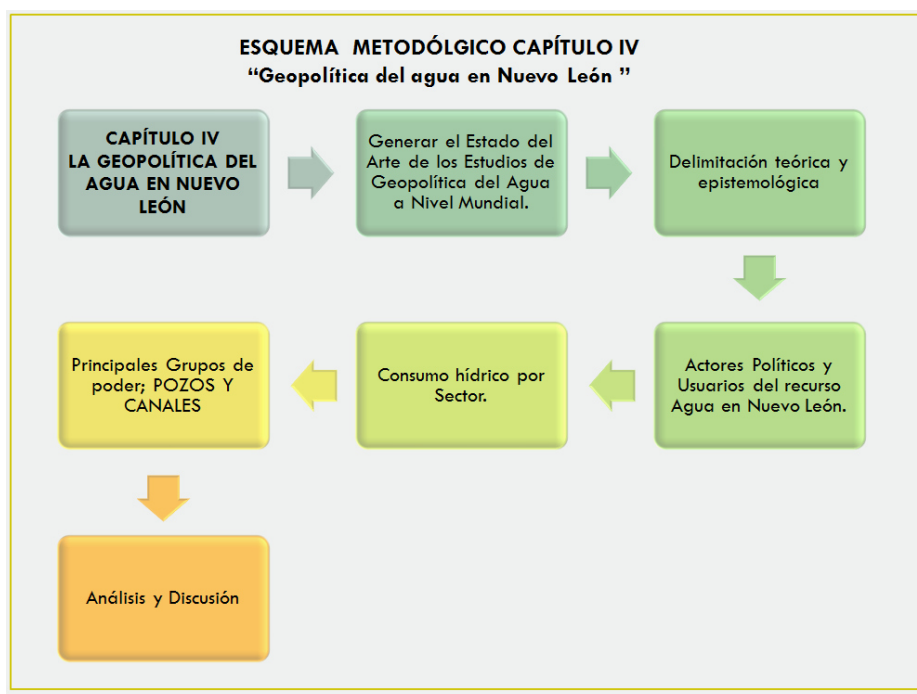 ESQUEMA METODÓLGICO CAPÍTULO IV
“Geopolítica del agua en Nuevo León ”
CAPÍTULO IV
LA GEOPOLÍTICA DEL
AGUA EN NUEVO
LEÓN
Generar el Estado del
Arte de los Estudios de
Geopolítica del Agua
a Nivel Mundial.
Delimitación teórica y
epistemológica
Actores Políticos y
Usuarios del recurso
Agua en Nuevo León.
Consumo hídrico por
Sector.
Principales Grupos de
poder; POZOS Y
CANALES
Análisis y Discusión